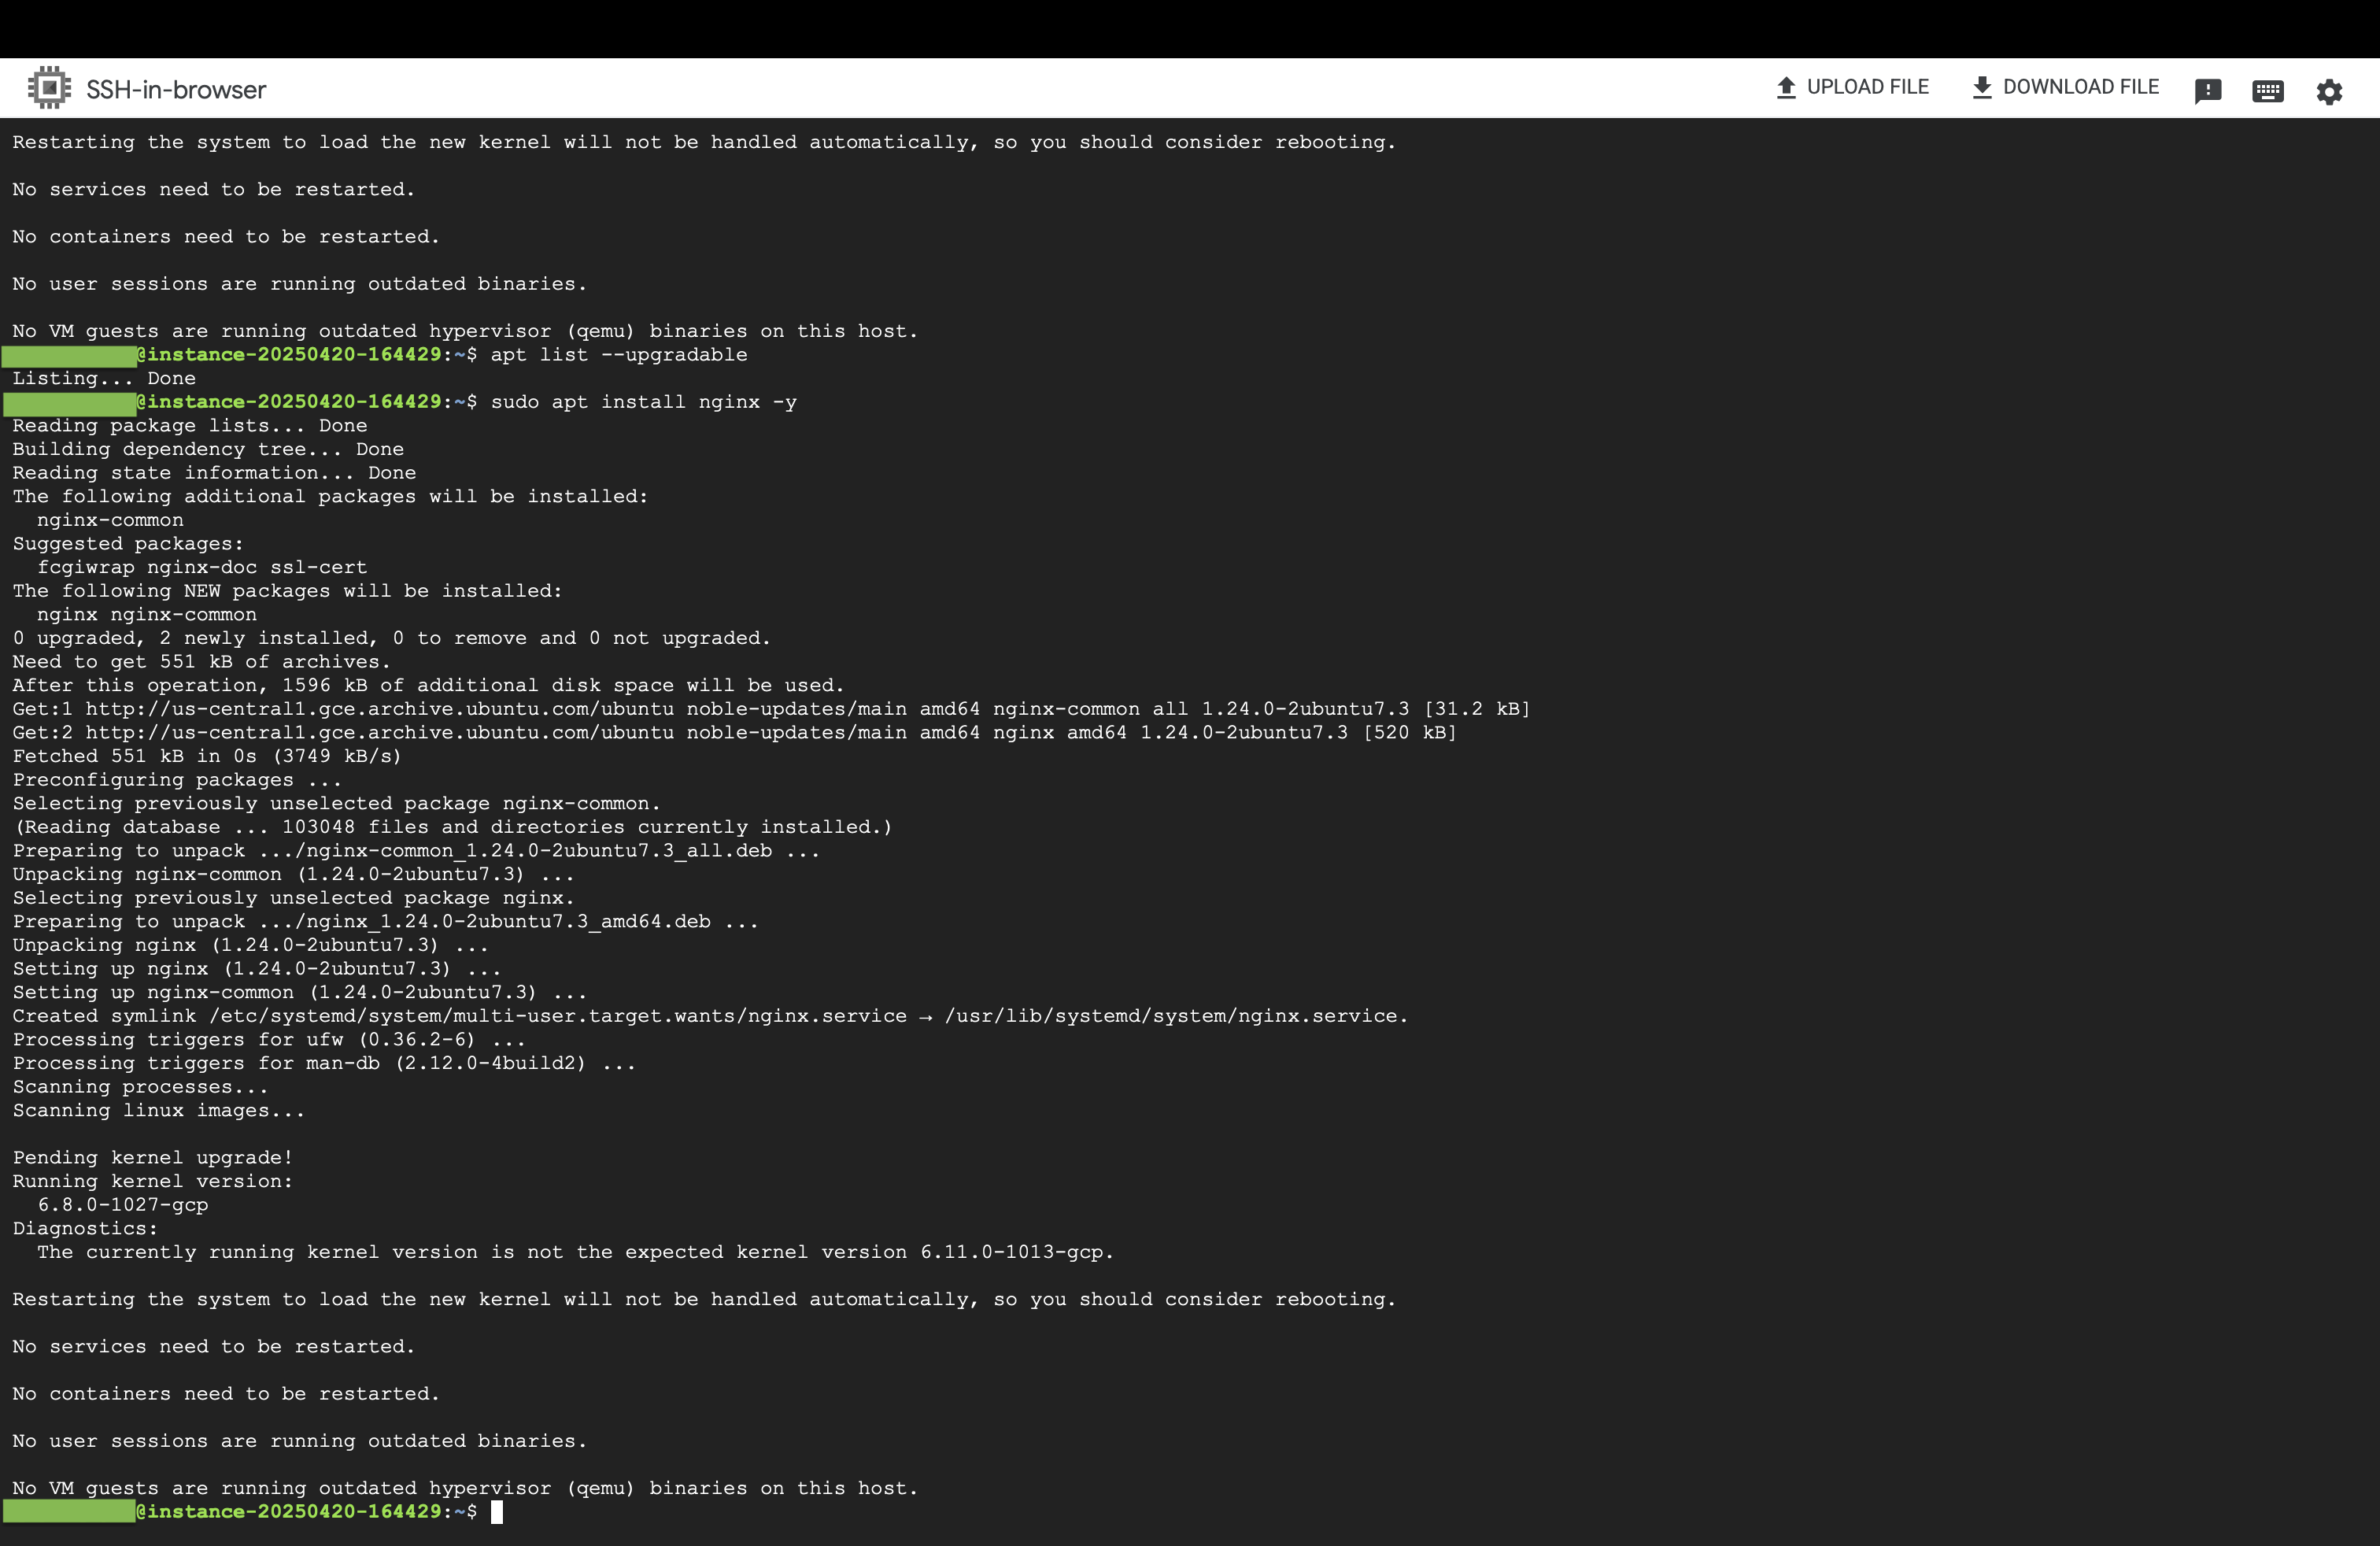 SSH-in-browser
UPLOAD FILE
DOWNLOAD FILE
Restarting the system to load the new kernel will not be handled automatically, so you should consider rebooting.
No services need to be restarted.
No containers need to be restarted.
No user sessions are running outdated binaries.
No VM guests are running outdated hypervisor (qemu) binaries on this host.
@instance-20250420-164429:~$ apt list --upgradable
Listing... Done
@instance-20250420-164429:~$ sudo apt install nginx -y
Reading package lists... Done
Building dependency tree... Done
Reading state information... Done
The following additional packages will be installed:
  nginx-common
Suggested packages:
  fcgiwrap nginx-doc ssl-cert
The following NEW packages will be installed:
  nginx nginx-common
0 upgraded, 2 newly installed, 0 to remove and 0 not upgraded.
Need to get 551 kB of archives.
After this operation, 1596 kB of additional disk space will be used.
Get:1 http://us-central1.gce.archive.ubuntu.com/ubuntu noble-updates/main amd64 nginx-common all 1.24.0-2ubuntu7.3 [31.2 kB]
Get:2 http://us-central1.gce.archive.ubuntu.com/ubuntu noble-updates/main amd64 nginx amd64 1.24.0-2ubuntu7.3 [520 kB]
Fetched 551 kB in 0s (3749 kB/s)
Preconfiguring packages ...
Selecting previously unselected package nginx-common.
(Reading database ... 103048 files and directories currently installed.)
Preparing to unpack .../nginx-common_1.24.0-2ubuntu7.3_all.deb ...
Unpacking nginx-common (1.24.0-2ubuntu7.3) ...
Selecting previously unselected package nginx.
Preparing to unpack .../nginx_1.24.0-2ubuntu7.3_amd64.deb ...
Unpacking nginx (1.24.0-2ubuntu7.3) ...
Setting up nginx (1.24.0-2ubuntu7.3) ...
Setting up nginx-common (1.24.0-2ubuntu7.3) ...
Created symlink /etc/systemd/system/multi-user.target.wants/nginx.service → /usr/lib/systemd/system/nginx.service.
Processing triggers for ufw (0.36.2-6) ...
Processing triggers for man-db (2.12.0-4build2) ...
Scanning processes...
Scanning linux images...
Pending kernel upgrade!
Running kernel version:
  6.8.0-1027-gcp
Diagnostics:
  The currently running kernel version is not the expected kernel version 6.11.0-1013-gcp.
Restarting the system to load the new kernel will not be handled automatically, so you should consider rebooting.
No services need to be restarted.
No containers need to be restarted.
No user sessions are running outdated binaries.
No VM guests are running outdated hypervisor (qemu) binaries on this host.
@instance-20250420-164429:~$